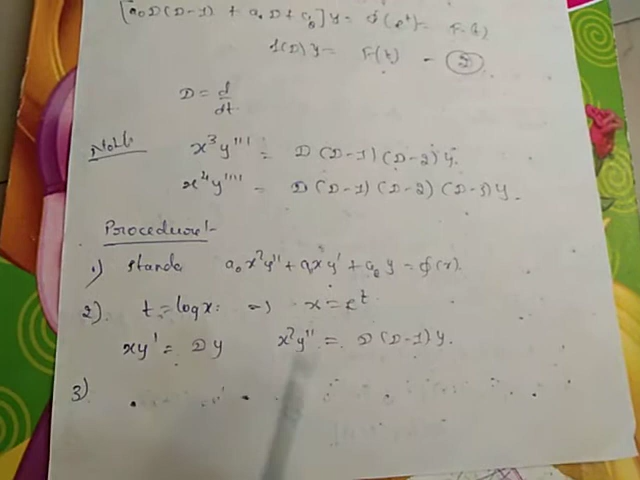 [a₀D(D-1) + a₁D + a₂]y = ϕ(eᵗ) = F(t)
f(D)y = F(t) - ②
D = d/dt
Note x³y''' = D(D-1)(D-2)y.
x⁴y'''' = D(D-1)(D-2)(D-3)y.
Procedure:-
1) standa a₀x²y'' + a₁xy' + a₂y = ϕ(x).
2). t = log x: ⇒ x = eᵗ
xy' = Dy x²y'' = D(D-1)y.
3)